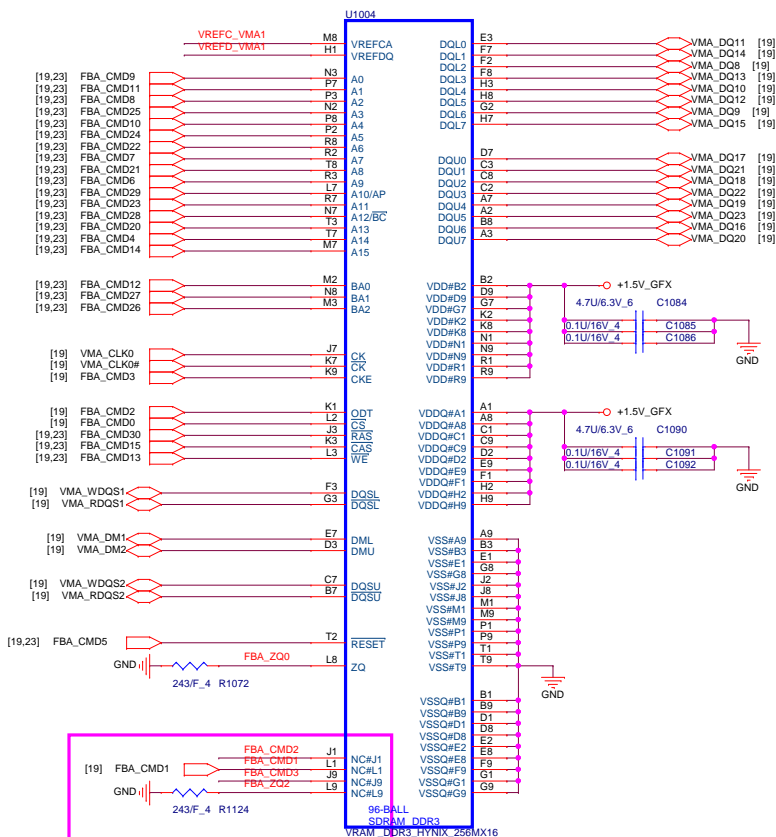 U1004
VREFC_VMA1 M8 VREFCA
VREFD_VMA1 H1 VREFDQ
[19,23] FBA_CMD9 N3 A0
[19,23] FBA_CMD11 P7 A1
[19,23] FBA_CMD8 P3 A2
[19,23] FBA_CMD25 N2 A3
[19,23] FBA_CMD10 P8 A4
[19,23] FBA_CMD24 P2 A5
[19,23] FBA_CMD22 R8 A6
[19,23] FBA_CMD7 R2 A7
[19,23] FBA_CMD21 T8 A8
[19,23] FBA_CMD6 R3 A9
[19,23] FBA_CMD29 L7 A10/AP
[19,23] FBA_CMD23 R7 A11
[19,23] FBA_CMD28 N7 A12/BC
[19,23] FBA_CMD20 T3 A13
[19,23] FBA_CMD4 T7 A14
[19,23] FBA_CMD14 M7 A15
[19,23] FBA_CMD12 M2 BA0
[19,23] FBA_CMD27 N8 BA1
[19,23] FBA_CMD26 M3 BA2
[19] VMA_CLK0 J7 CK
[19] VMA_CLK0# K7 CK
[19] FBA_CMD3 K9 CKE
[19] FBA_CMD2 K1 ODT
[19] FBA_CMD0 L2 CS
[19,23] FBA_CMD30 J3 RAS
[19,23] FBA_CMD15 K3 CAS
[19,23] FBA_CMD13 L3 WE
[19] VMA_WDQS1 F3 DQSL
[19] VMA_RDQS1 G3 DQSL
[19] VMA_DM1 E7 DML
[19] VMA_DM2 D3 DMU
[19] VMA_WDQS2 C7 DQSU
[19] VMA_RDQS2 B7 DQSU
[19,23] FBA_CMD5 T2 RESET
GND FBA_ZQ0 L8 ZQ
243/F_4 R1072
FBA_CMD2 J1 NC#J1
[19] FBA_CMD1 FBA_CMD1 L1 NC#L1
FBA_CMD3 J9 NC#J9
GND FBA_ZQ2 L9 NC#L9
243/F_4 R1124
DQL0 E3 VMA_DQ11 [19]
DQL1 F7 VMA_DQ14 [19]
DQL2 F2 VMA_DQ8 [19]
DQL3 F8 VMA_DQ13 [19]
DQL4 H3 VMA_DQ10 [19]
DQL5 H8 VMA_DQ12 [19]
DQL6 G2 VMA_DQ9 [19]
DQL7 H7 VMA_DQ15 [19]
DQU0 D7 VMA_DQ17 [19]
DQU1 C3 VMA_DQ21 [19]
DQU2 C8 VMA_DQ18 [19]
DQU3 C2 VMA_DQ22 [19]
DQU4 A7 VMA_DQ19 [19]
DQU5 A2 VMA_DQ23 [19]
DQU6 B8 VMA_DQ16 [19]
DQU7 A3 VMA_DQ20 [19]
VDD#B2 B2 +1.5V_GFX
VDD#D9 D9
VDD#G7 G7 4.7U/6.3V_6 C1084
VDD#K2 K2
VDD#K8 K8 0.1U/16V_4 C1085
VDD#N1 N1 0.1U/16V_4 C1086
VDD#N9 N9
VDD#R1 R1 GND
VDD#R9 R9
VDDQ#A1 A1 +1.5V_GFX
VDDQ#A8 A8
VDDQ#C1 C1 4.7U/6.3V_6 C1090
VDDQ#C9 C9
VDDQ#D2 D2 0.1U/16V_4 C1091
VDDQ#E9 E9 0.1U/16V_4 C1092
VDDQ#F1 F1
VDDQ#H2 H2 GND
VDDQ#H9 H9
VSS#A9 A9
VSS#B3 B3
VSS#E1 E1
VSS#G8 G8
VSS#J2 J2
VSS#J8 J8
VSS#M1 M1
VSS#M9 M9
VSS#P1 P1
VSS#P9 P9
VSS#T1 T1
VSS#T9 T9
GND
VSSQ#B1 B1
VSSQ#B9 B9
VSSQ#D1 D1
VSSQ#D8 D8
VSSQ#E2 E2
VSSQ#E8 E8
VSSQ#F9 F9
VSSQ#G1 G1
VSSQ#G9 G9
96-BALL
SDRAM_DDR3
VRAM _DDR3_HYNIX_256MX16